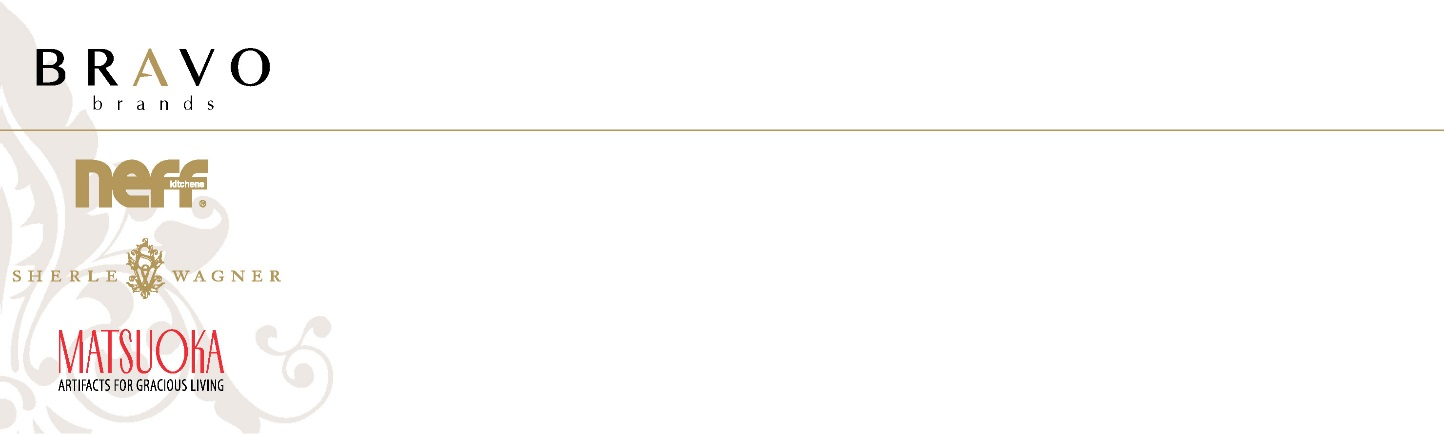 BRAVO
brands
neff
kitchens
®
SHERLE WAGNER
MATSUOKA
ARTIFACTS FOR GRACIOUS LIVING